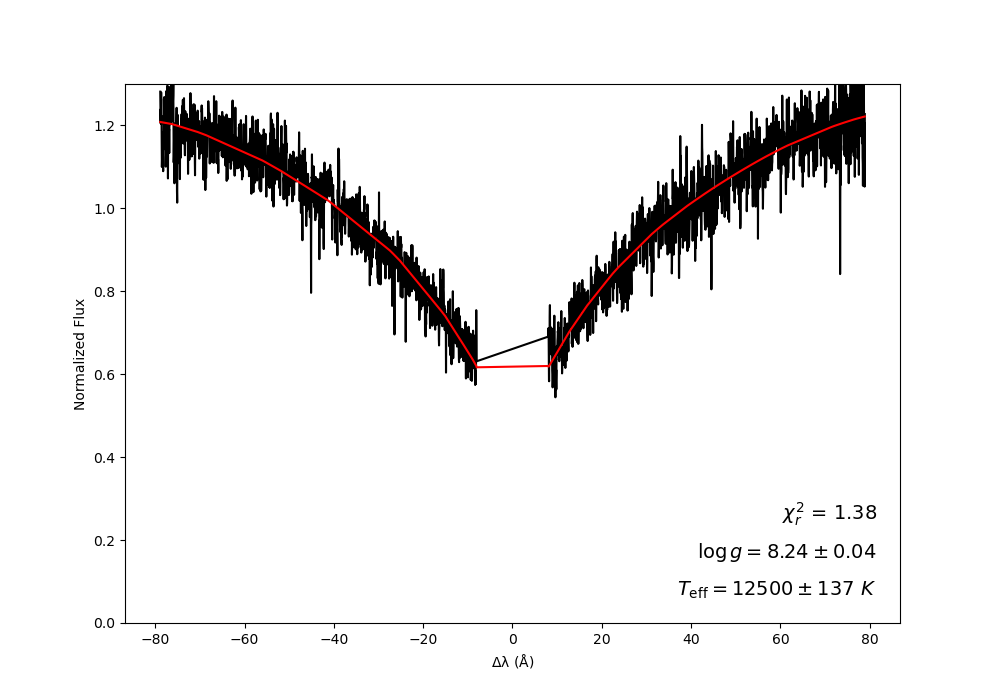 Normalized Flux
1.2
1.0
0.8
0.6
0.4
0.2
0.0
−80 −60 −40 −20 0 20 40 60 80
Δλ (Å)
χ²ᵣ = 1.38
log g = 8.24 ± 0.04
T_eff = 12500 ± 137 K